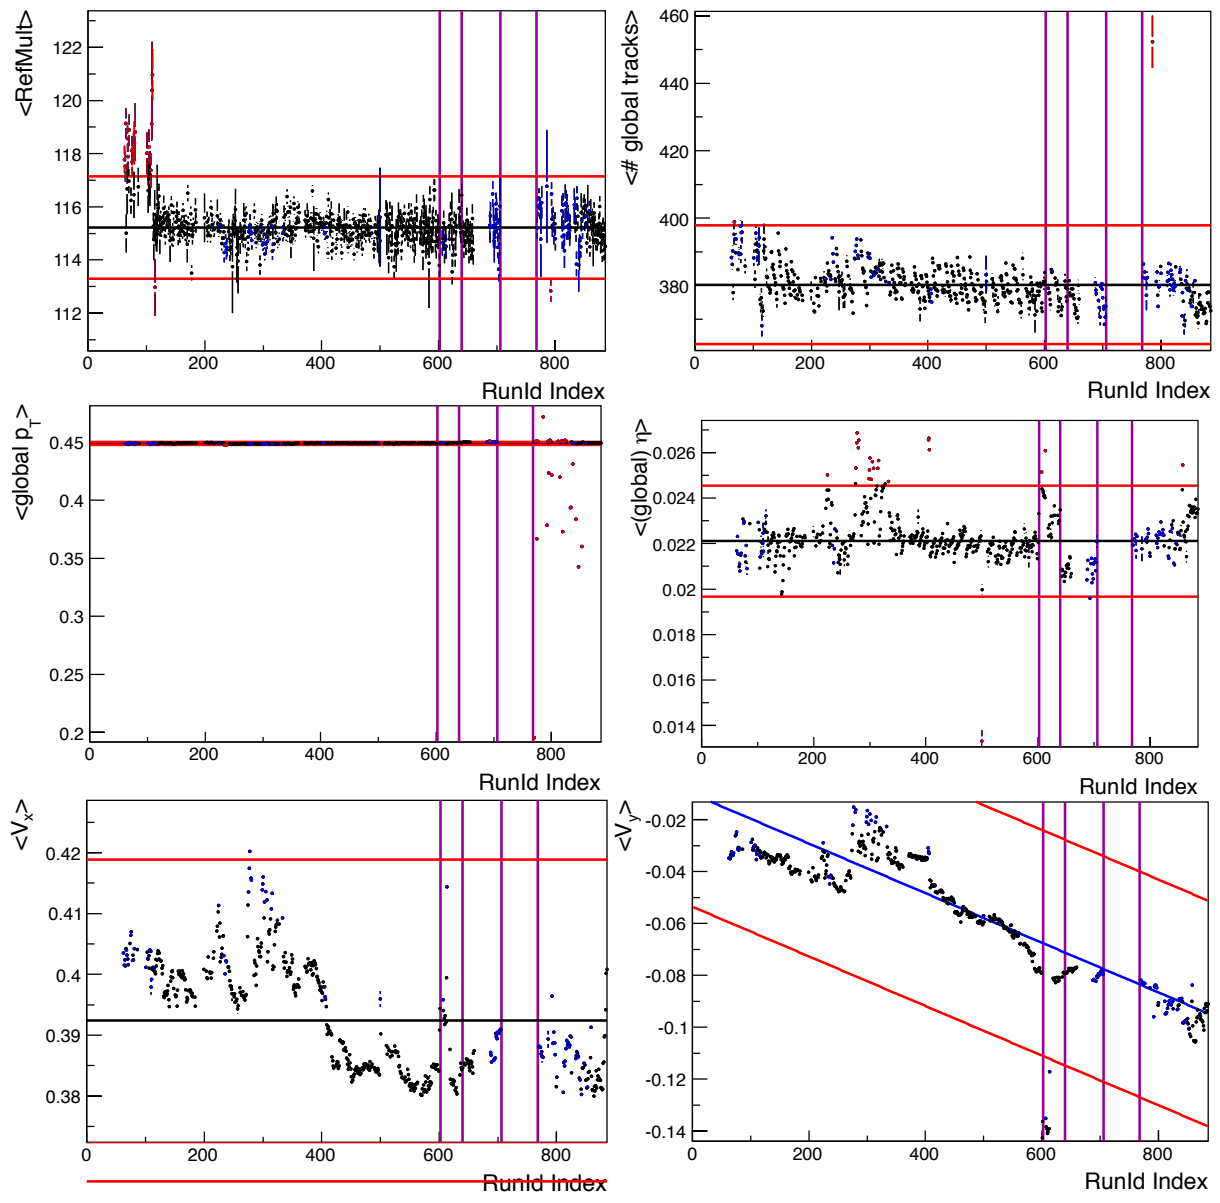 <RefMult>
122
120
118
116
114
112
0 200 400 600 800
RunId Index
<# global tracks>
460
440
420
400
380
0 200 400 600 800
RunId Index
<global p_T>
0.45
0.4
0.35
0.3
0.25
0.2
0 200 400 600 800
RunId Index
<(global) η>
0.026
0.024
0.022
0.02
0.018
0.016
0.014
0 200 400 600 800
RunId Index
<V_x>
0.42
0.41
0.4
0.39
0.38
0 200 400 600 800
RunId Index
<V_y>
-0.02
-0.04
-0.06
-0.08
-0.1
-0.12
-0.14
0 200 400 600 800
RunId Index